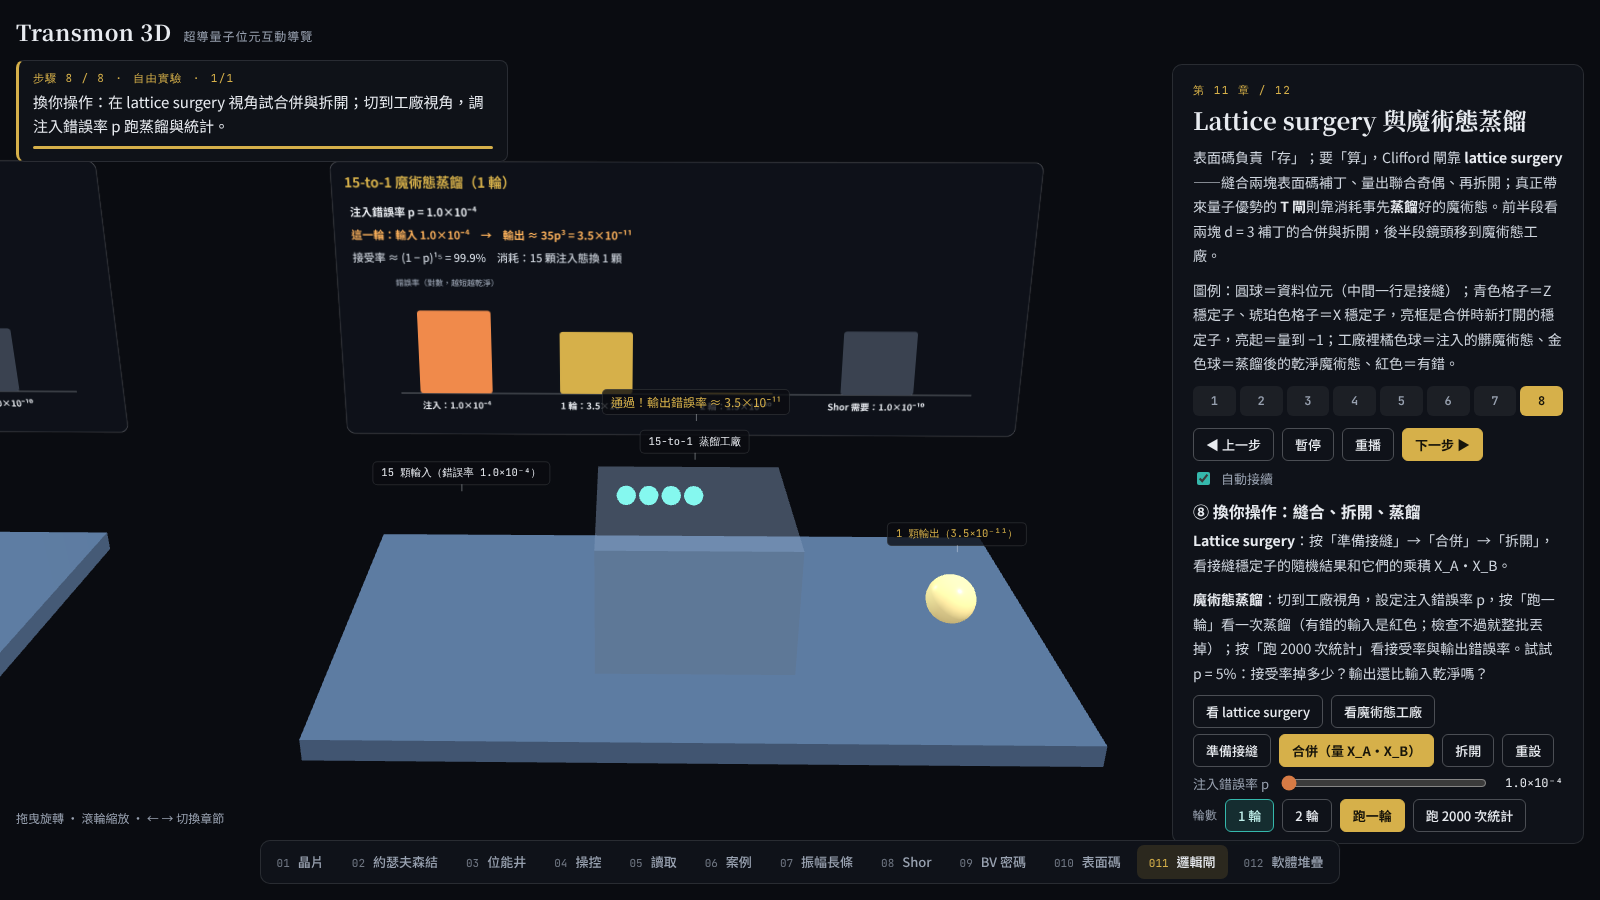 Transmon 3D 超導量子位元互動導覽
步驟 8 / 8 · 自由實驗 · 1/1
換你操作：在 lattice surgery 視角試合併與拆開；切到工廠視角，調
注入錯誤率 p 跑蒸餾與統計。
15-to-1 魔術態蒸餾（1 輪）
注入錯誤率 p = 1.0×10⁻⁴
這一輪：輸入 1.0×10⁻⁴ → 輸出 ≈ 35p³ = 3.5×10⁻¹¹
接受率 ≈ (1 − p)¹⁵ = 99.9% 消耗：15 顆注入態換 1 顆
錯誤率（對數，越短越乾淨）
注入：1.0×10⁻⁴
1 輪：3.5
Shor 需要：1.0×10⁻¹⁰
通過！輸出錯誤率 ≈ 3.5×10⁻¹¹
15-to-1 蒸餾工廠
15 顆輸入（錯誤率 1.0×10⁻⁴）
1 顆輸出（3.5×10⁻¹¹）
拖曳旋轉 · 滾輪縮放 · ← → 切換章節
第 11 章 / 12
Lattice surgery 與魔術態蒸餾
表面碼負責「存」；要「算」，Clifford 閘靠 lattice surgery
——縫合兩塊表面碼補丁、量出聯合奇偶、再拆開；真正帶
來量子優勢的 T 閘則靠消耗事先蒸餾好的魔術態。前半段看
兩塊 d = 3 補丁的合併與拆開，後半段鏡頭移到魔術態工
廠。
圖例：圓球＝資料位元（中間一行是接縫）；青色格子＝Z
穩定子、琥珀色格子＝X 穩定子，亮框是合併時新打開的穩
定子，亮起＝量到 −1；工廠裡橘色球＝注入的髒魔術態、金
色球＝蒸餾後的乾淨魔術態、紅色＝有錯。
1 2 3 4 5 6 7 8
◀ 上一步 暫停 重播 下一步 ▶
自動接續
⑧ 換你操作：縫合、拆開、蒸餾
Lattice surgery：按「準備接縫」→「合併」→「拆開」，
看接縫穩定子的隨機結果和它們的乘積 X_A·X_B。
魔術態蒸餾：切到工廠視角，設定注入錯誤率 p，按「跑一
輪」看一次蒸餾（有錯的輸入是紅色；檢查不過就整批丟
掉）；按「跑 2000 次統計」看接受率與輸出錯誤率。試試
p = 5%：接受率掉多少？輸出還比輸入乾淨嗎？
看 lattice surgery 看魔術態工廠
準備接縫 合併（量 X_A·X_B） 拆開 重設
注入錯誤率 p 1.0×10⁻⁴
輪數 1 輪 2 輪 跑一輪 跑 2000 次統計
01 晶片 02 約瑟夫森結 03 位能井 04 操控 05 讀取 06 案例 07 振幅長條 08 Shor 09 BV 密碼 010 表面碼 011 邏輯閘 012 軟體堆疊